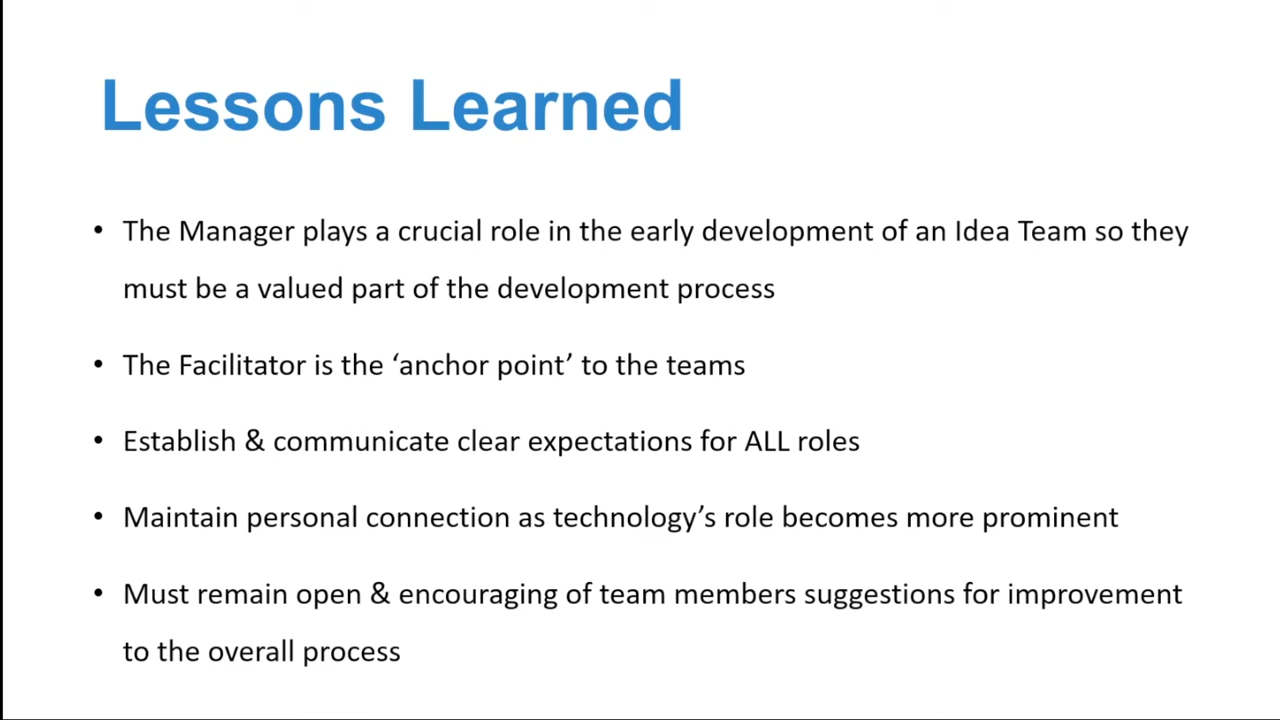 Lessons Learned
• The Manager plays a crucial role in the early development of an Idea Team so they
must be a valued part of the development process
• The Facilitator is the ‘anchor point’ to the teams
• Establish & communicate clear expectations for ALL roles
• Maintain personal connection as technology’s role becomes more prominent
• Must remain open & encouraging of team members suggestions for improvement
to the overall process